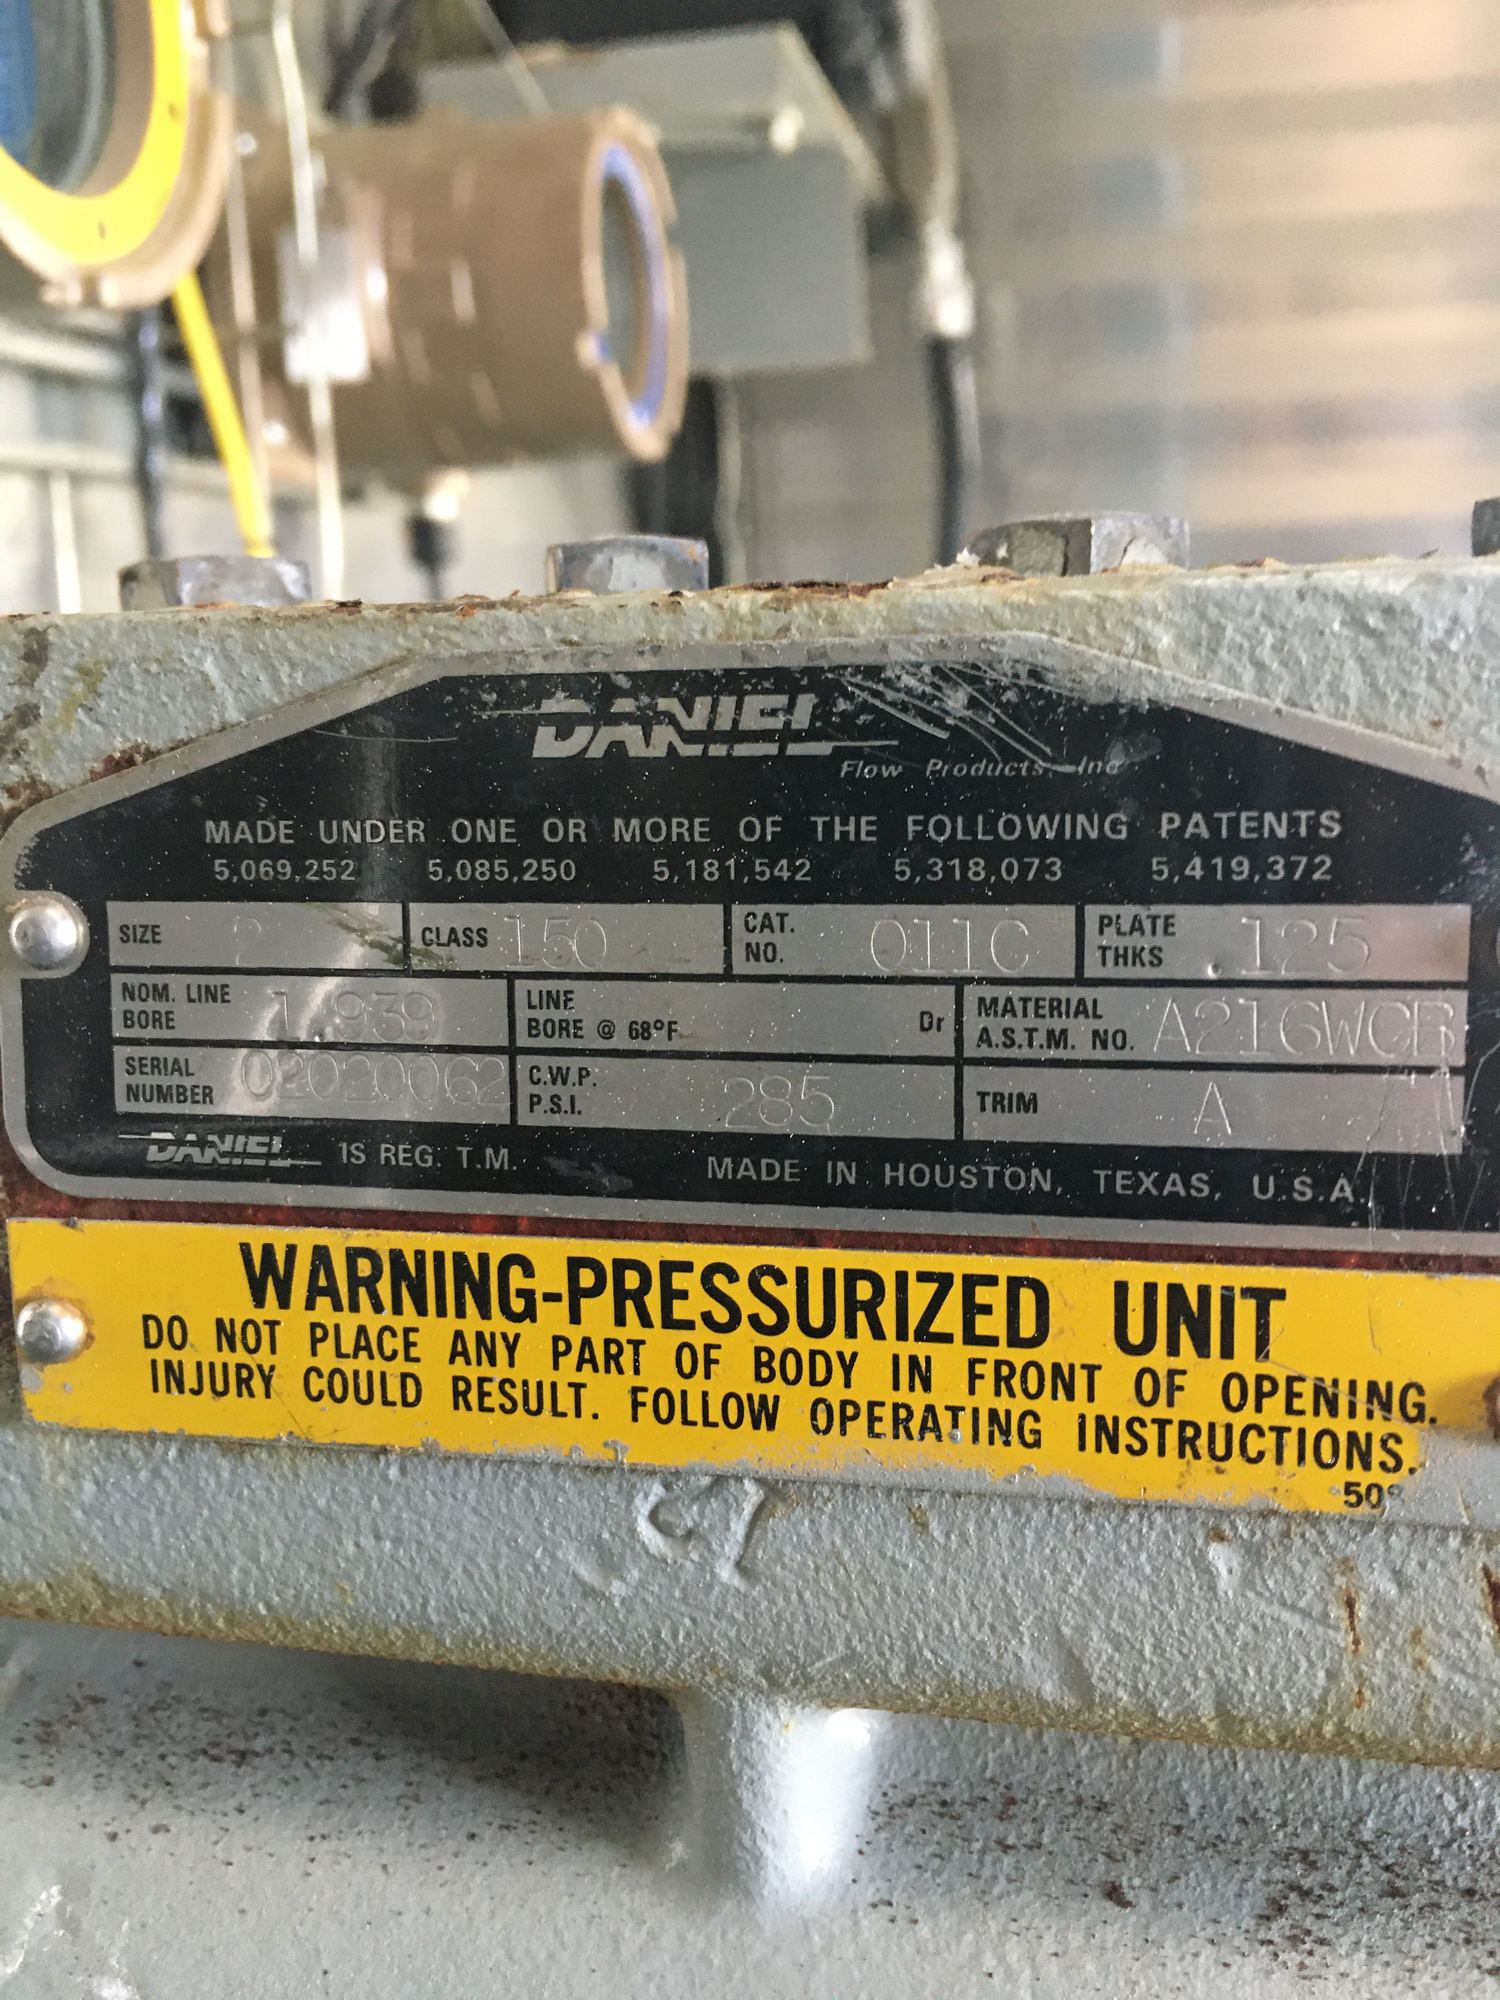 DANIEL
Flow Products, Inc
MADE UNDER ONE OR MORE OF THE FOLLOWING PATENTS
5,069,252 5,085,250 5,181,542 5,318,073 5,419,372
SIZE 2 CLASS 150 CAT. NO. 011C PLATE THKS .125
NOM. LINE BORE 1.939 LINE BORE @ 68°F Dr MATERIAL A.S.T.M. NO. A216WCB
SERIAL NUMBER 02020062 C.W.P. P.S.I. 285 TRIM A
DANIEL IS REG. T.M. MADE IN HOUSTON, TEXAS, U.S.A.
WARNING-PRESSURIZED UNIT
DO NOT PLACE ANY PART OF BODY IN FRONT OF OPENING.
INJURY COULD RESULT. FOLLOW OPERATING INSTRUCTIONS.